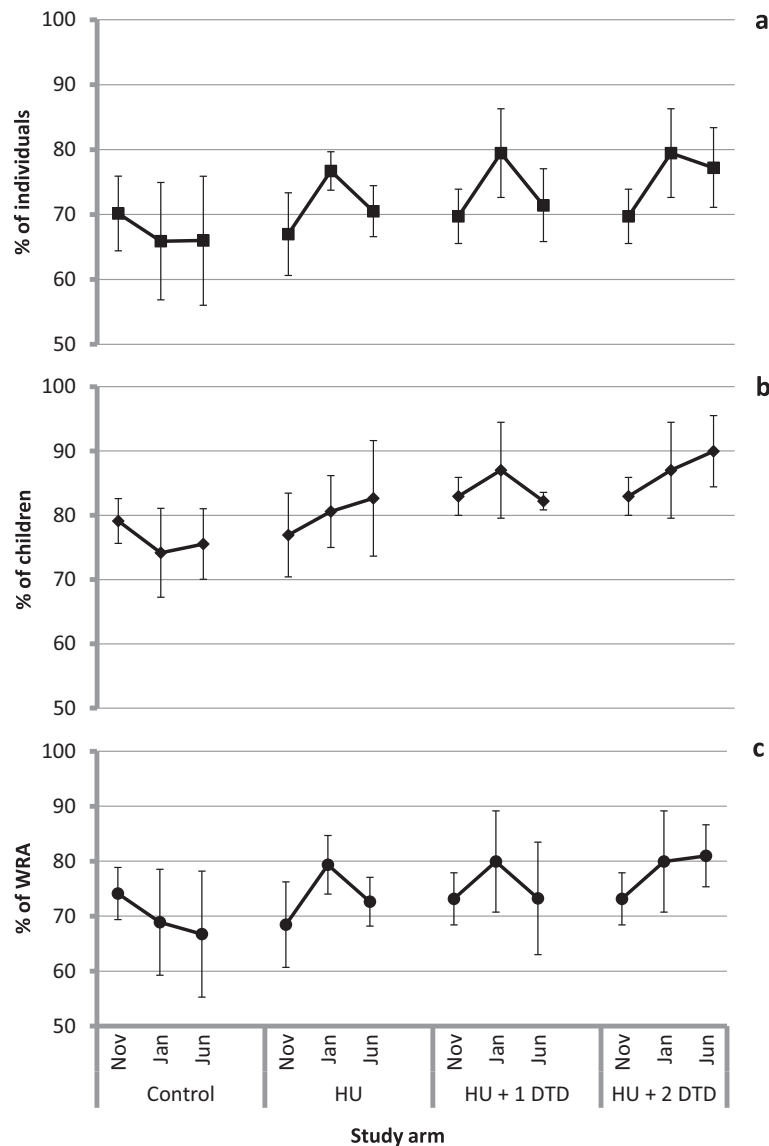 a
% of individuals
100
90
80
70
60
50
b
% of children
100
90
80
70
60
50
c
% of WRA
100
90
80
70
60
50
Nov Jan Jun Nov Jan Jun Nov Jan Jun Nov Jan Jun
Control HU HU + 1 DTD HU + 2 DTD
Study arm